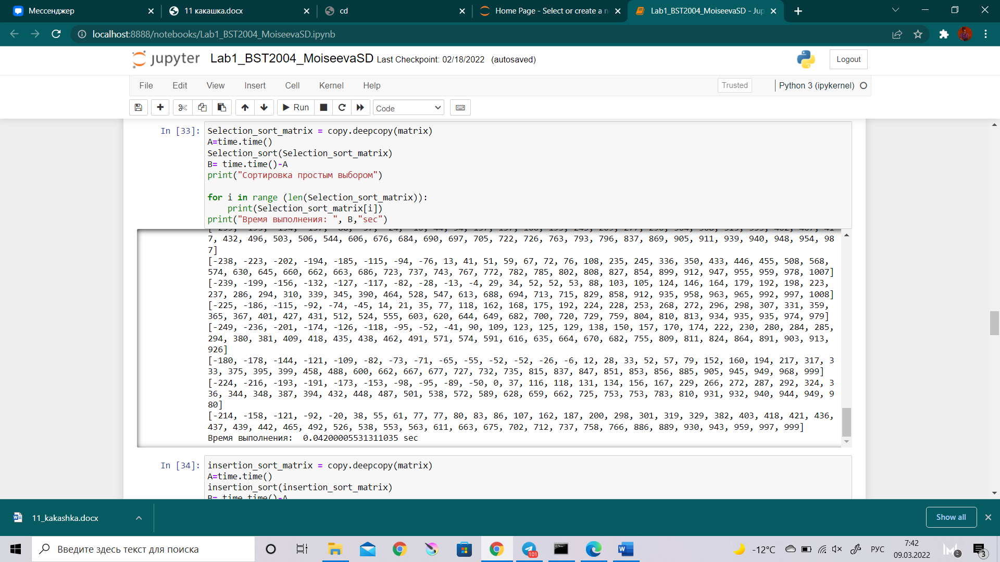 Мессенджер
11 какашка.docx
cd
Home Page - Select or create a n
Lab1_BST2004_MoiseevaSD - Jup
localhost:8888/notebooks/Lab1_BST2004_MoiseevaSD.ipynb
jupyter Lab1_BST2004_MoiseevaSD Last Checkpoint: 02/18/2022 (autosaved)
Logout
File Edit View Insert Cell Kernel Help
Trusted
Python 3 (ipykernel)
Run
Code
In [33]:
Selection_sort_matrix = copy.deepcopy(matrix)
A=time.time()
Selection_sort(Selection_sort_matrix)
B= time.time()-A
print("Сортировка простым выбором")
for i in range (len(Selection_sort_matrix)):
    print(Selection_sort_matrix[i])
print("Время выполнения: ", B,"sec")
7, 432, 496, 503, 506, 544, 606, 676, 684, 690, 697, 705, 722, 726, 763, 793, 796, 837, 869, 905, 911, 939, 940, 948, 954, 98
7]
[-238, -223, -202, -194, -185, -115, -94, -76, 13, 41, 51, 59, 67, 72, 76, 108, 235, 245, 336, 350, 433, 446, 455, 508, 568,
574, 630, 645, 660, 662, 663, 686, 723, 737, 743, 767, 772, 782, 785, 802, 808, 827, 854, 899, 912, 947, 955, 959, 978, 1007]
[-239, -199, -156, -132, -127, -117, -82, -28, -13, -4, 29, 34, 52, 52, 53, 88, 103, 105, 124, 146, 164, 179, 192, 198, 223,
237, 286, 294, 310, 339, 345, 390, 464, 528, 547, 613, 688, 694, 713, 715, 829, 858, 912, 935, 958, 963, 965, 992, 997, 1008]
[-225, -186, -115, -92, -74, -45, 14, 21, 35, 77, 118, 162, 168, 175, 192, 224, 228, 253, 268, 272, 296, 298, 307, 331, 359,
365, 367, 401, 427, 431, 512, 524, 555, 603, 620, 644, 649, 682, 700, 720, 729, 759, 804, 810, 813, 934, 935, 935, 974, 979]
[-249, -236, -201, -174, -126, -118, -95, -52, -41, 90, 109, 123, 125, 129, 138, 150, 157, 170, 174, 222, 230, 280, 284, 285,
294, 380, 381, 409, 418, 435, 438, 462, 491, 571, 574, 591, 616, 635, 664, 670, 682, 755, 809, 811, 824, 864, 891, 903, 913,
926]
[-180, -178, -144, -121, -109, -82, -73, -71, -65, -55, -52, -52, -26, -6, 12, 28, 33, 52, 57, 79, 152, 160, 194, 217, 317, 3
33, 375, 395, 399, 458, 488, 600, 662, 667, 677, 727, 732, 735, 815, 837, 847, 851, 853, 856, 885, 905, 945, 949, 968, 999]
[-224, -216, -193, -191, -173, -153, -98, -95, -89, -50, 0, 37, 116, 118, 131, 134, 156, 167, 229, 266, 272, 287, 292, 324, 3
36, 344, 348, 387, 394, 432, 448, 487, 501, 538, 572, 589, 628, 659, 662, 725, 753, 753, 783, 810, 931, 932, 940, 944, 949, 9
80]
[-214, -158, -121, -92, -20, 38, 55, 61, 77, 77, 80, 83, 86, 107, 162, 187, 200, 298, 301, 319, 329, 382, 403, 418, 421, 436,
437, 439, 442, 465, 492, 526, 538, 553, 563, 611, 663, 675, 702, 712, 737, 758, 766, 886, 889, 930, 943, 959, 997, 999]
Время выполнения:  0.04200005531311035 sec
In [34]:
insertion_sort_matrix = copy.deepcopy(matrix)
A=time.time()
insertion_sort(insertion_sort_matrix)
B= time.time()-A
11_kakashka.docx
Show all
Введите здесь текст для поиска
101
-12°C
РУС
7:42
09.03.2022
2
3